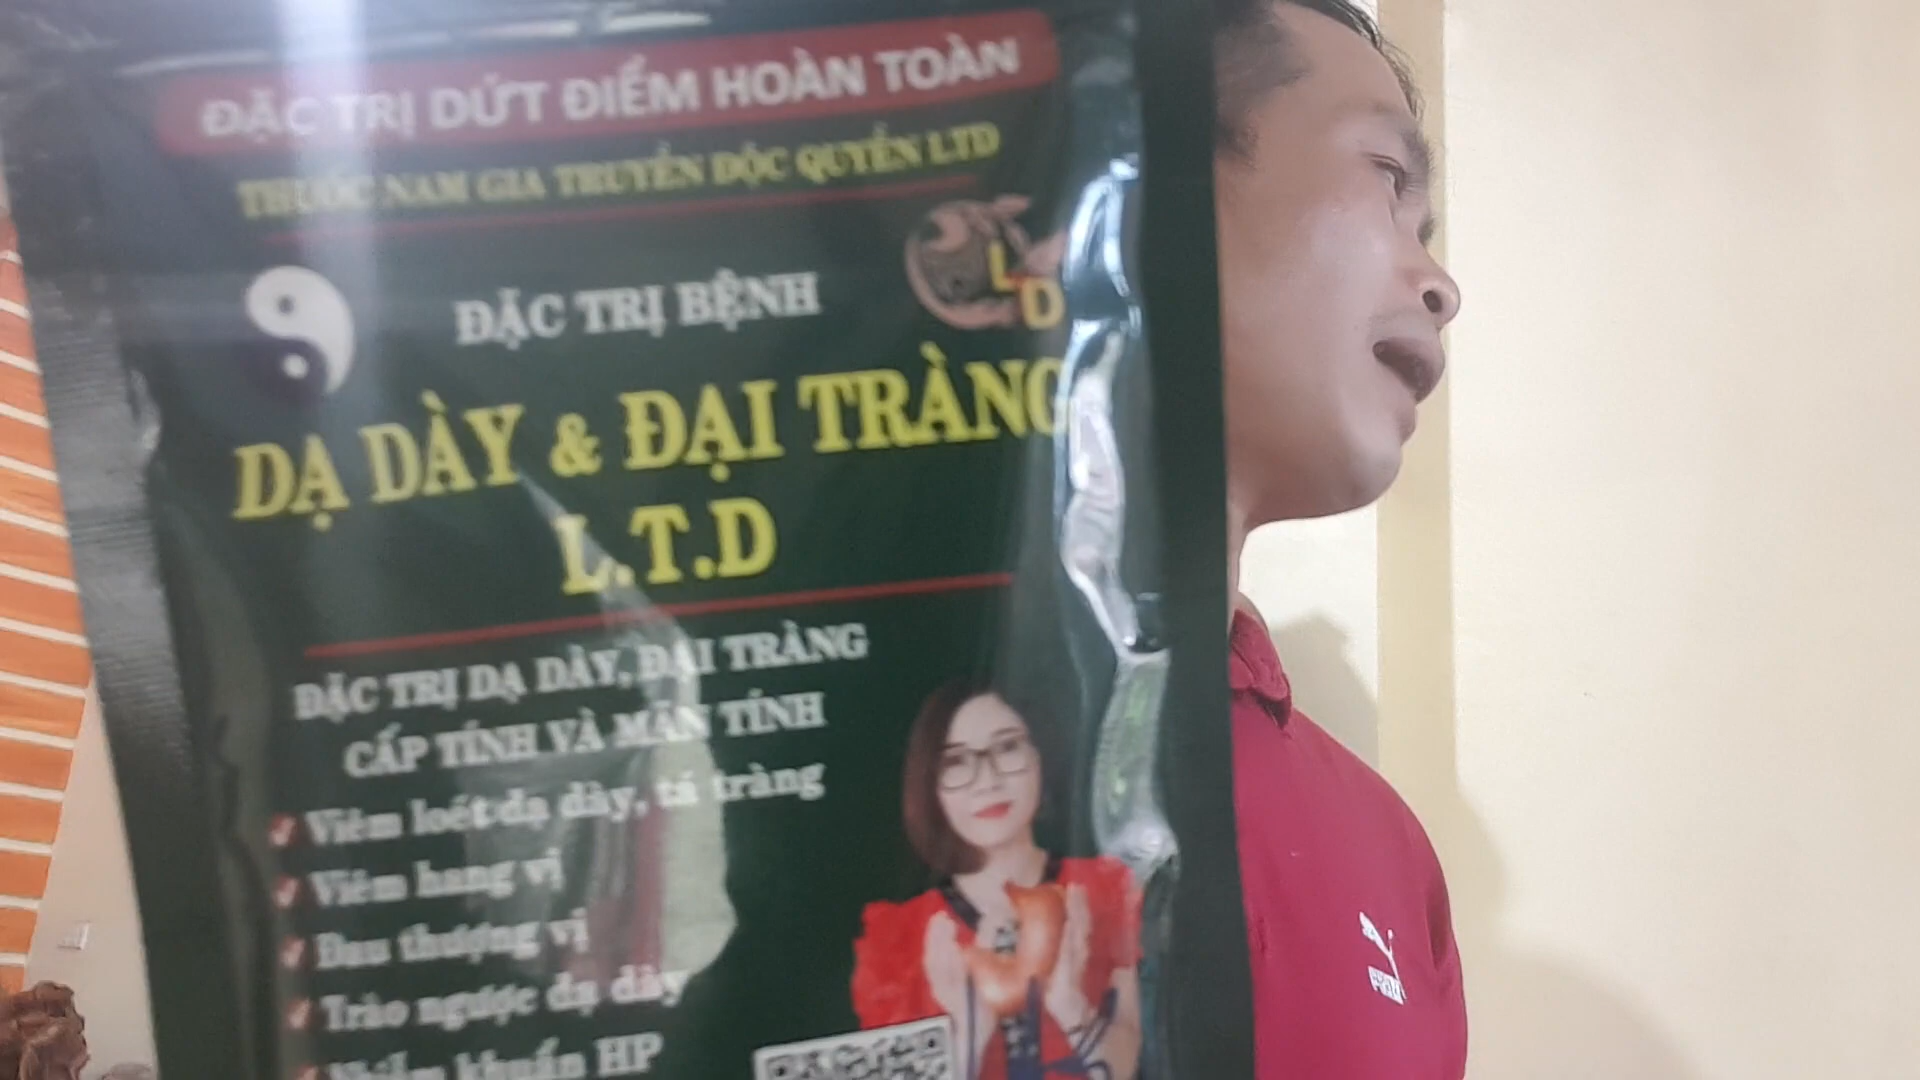 ĐẶC TRỊ DỨT ĐIỂM HOÀN TOÀN
THUỐC NAM GIA TRUYỀN ĐỘC QUYỀN LTD
L
D
ĐẶC TRỊ BỆNH
DẠ DÀY & ĐẠI TRÀNG
L.T.D
ĐẶC TRỊ DẠ DÀY, ĐẠI TRÀNG
CẤP TÍNH VÀ MÃN TÍNH
Viêm loét dạ dày, tá tràng
Viêm hang vị
Đau thượng vị
Trào ngược dạ dày
Nhiễm khuẩn HP